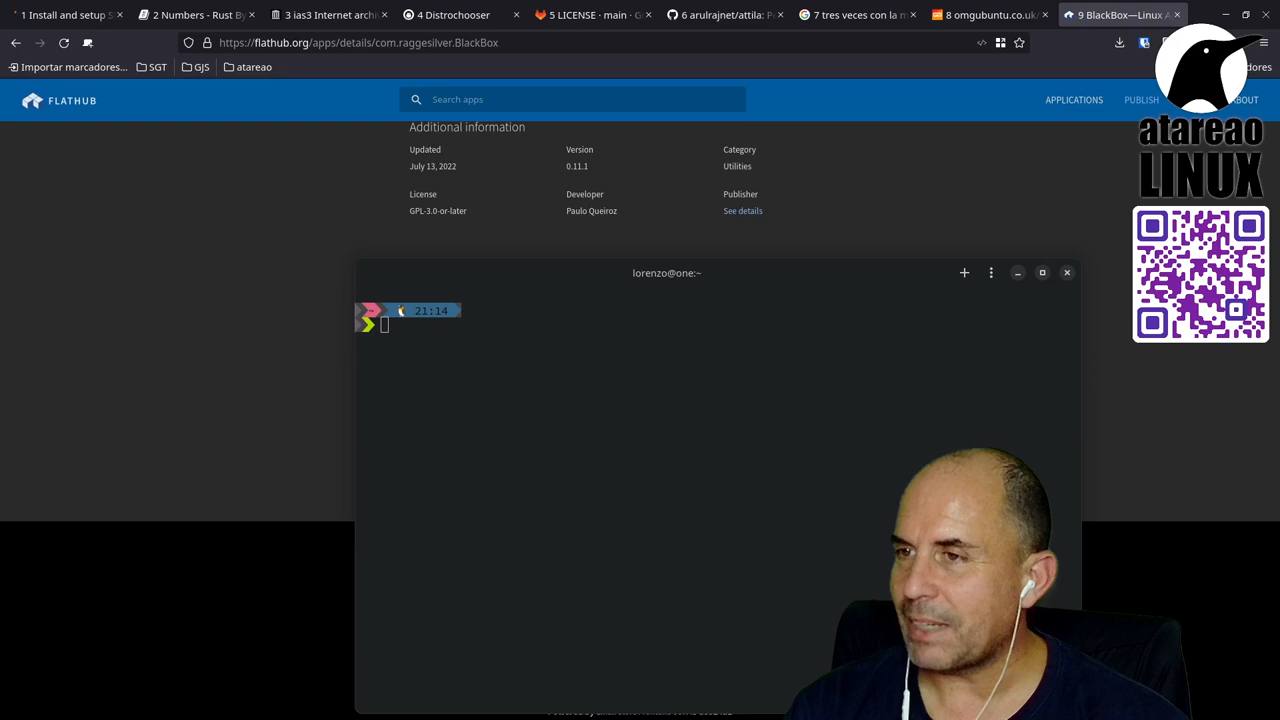 1 Install and setup S
2 Numbers - Rust By
3 ias3 Internet archi
4 Distrochooser
5 LICENSE · main · G
6 arulrajnet/attila: P
7 tres veces con la m
8 omgubuntu.co.uk/
9 BlackBox—Linux A
https://flathub.org/apps/details/com.raggesilver.BlackBox
Importar marcadores...
SGT
GJS
atareao
dores
FLATHUB
Search apps
APPLICATIONS
PUBLISH
ABOUT
atareao
LINUX
Additional information
Updated
Version
Category
July 13, 2022
0.11.1
Utilities
License
Developer
Publisher
GPL-3.0-or-later
Paulo Queiroz
See details
lorenzo@one:~
~ 21:14